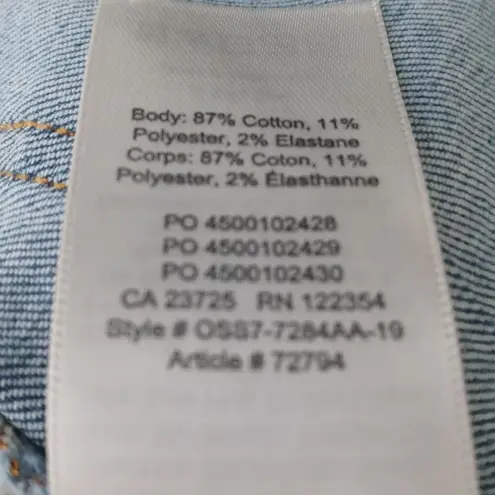 Body: 87% Cotton, 11%
Polyester, 2% Elastane
Corps: 87% Coton, 11%
Polyester, 2% Élasthanne
PO 4500102428
PO 4500102429
PO 4500102430
CA 23725 RN 122354
Style # OSS7-7284AA-19
Article # 72794